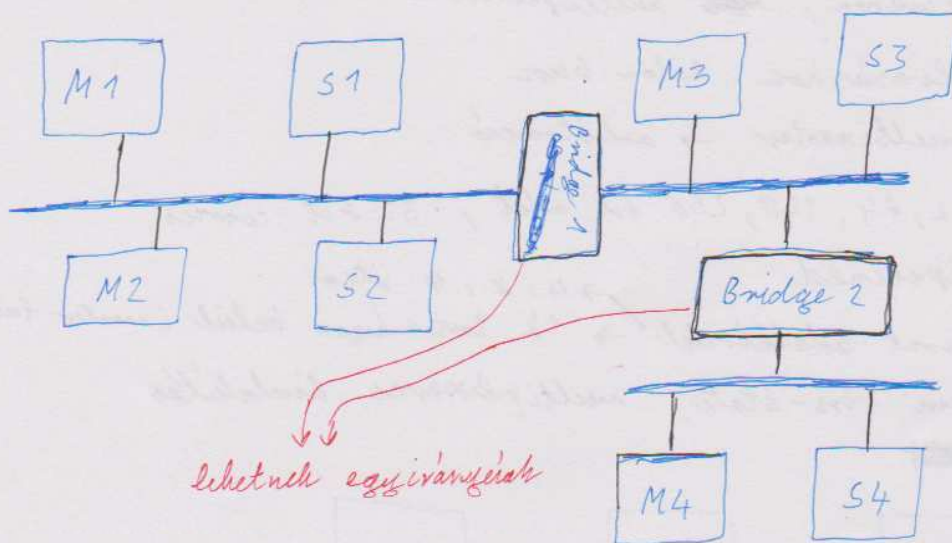 M1
S1
M3
S3
Bridge 1
M2
S2
Bridge 2
lehetnek egyirányúak
M4
S4